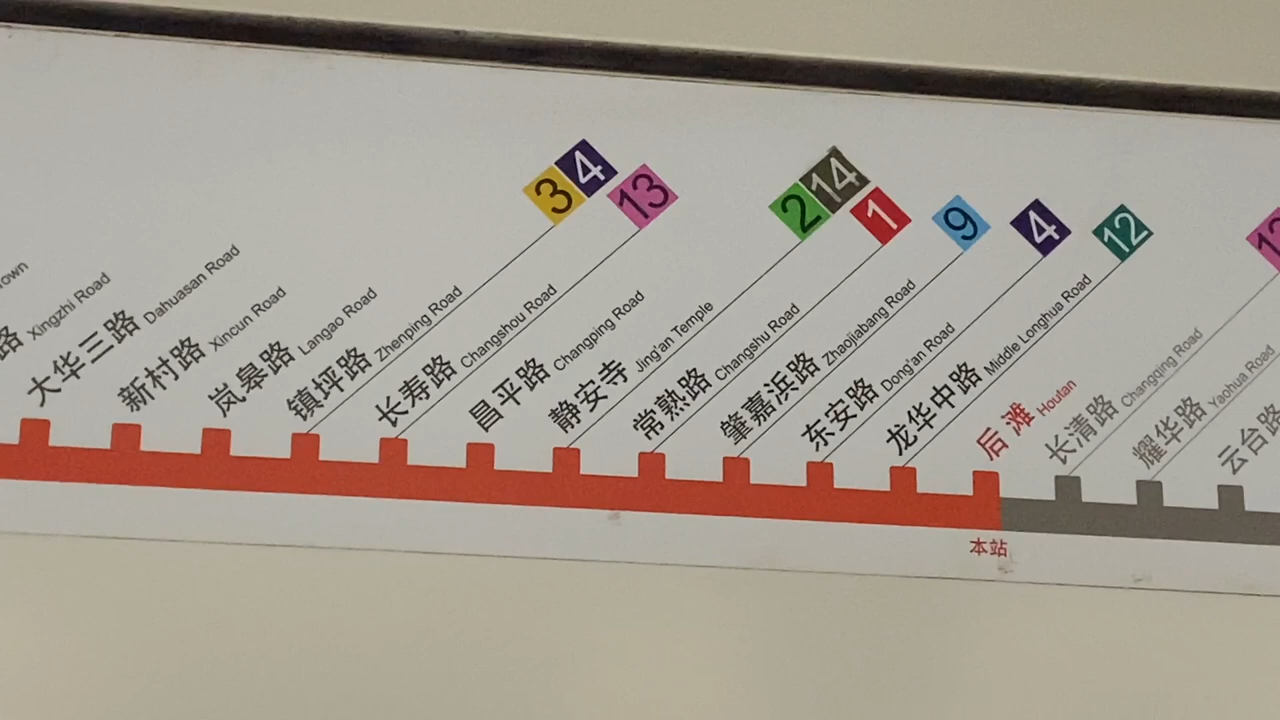 3 4
13
2 14
1
9
4
12
路 Xingzhi Road
大华三路 Dahuasan Road
新村路 Xincun Road
岚皋路 Langao Road
镇坪路 Zhenping Road
长寿路 Changshou Road
昌平路 Changping Road
静安寺 Jing'an Temple
常熟路 Changshu Road
肇嘉浜路 Zhaojiabang Road
东安路 Dong'an Road
龙华中路 Middle Longhua Road
后滩 Houtan
长清路 Changqing Road
耀华路 Yaohua Road
云台路
本站